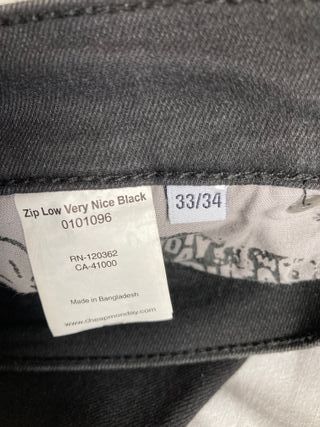 Zip Low Very Nice Black
0101096
RN-120362
CA-41000
Made in Bangladesh
www.cheapmonday.com
33/34